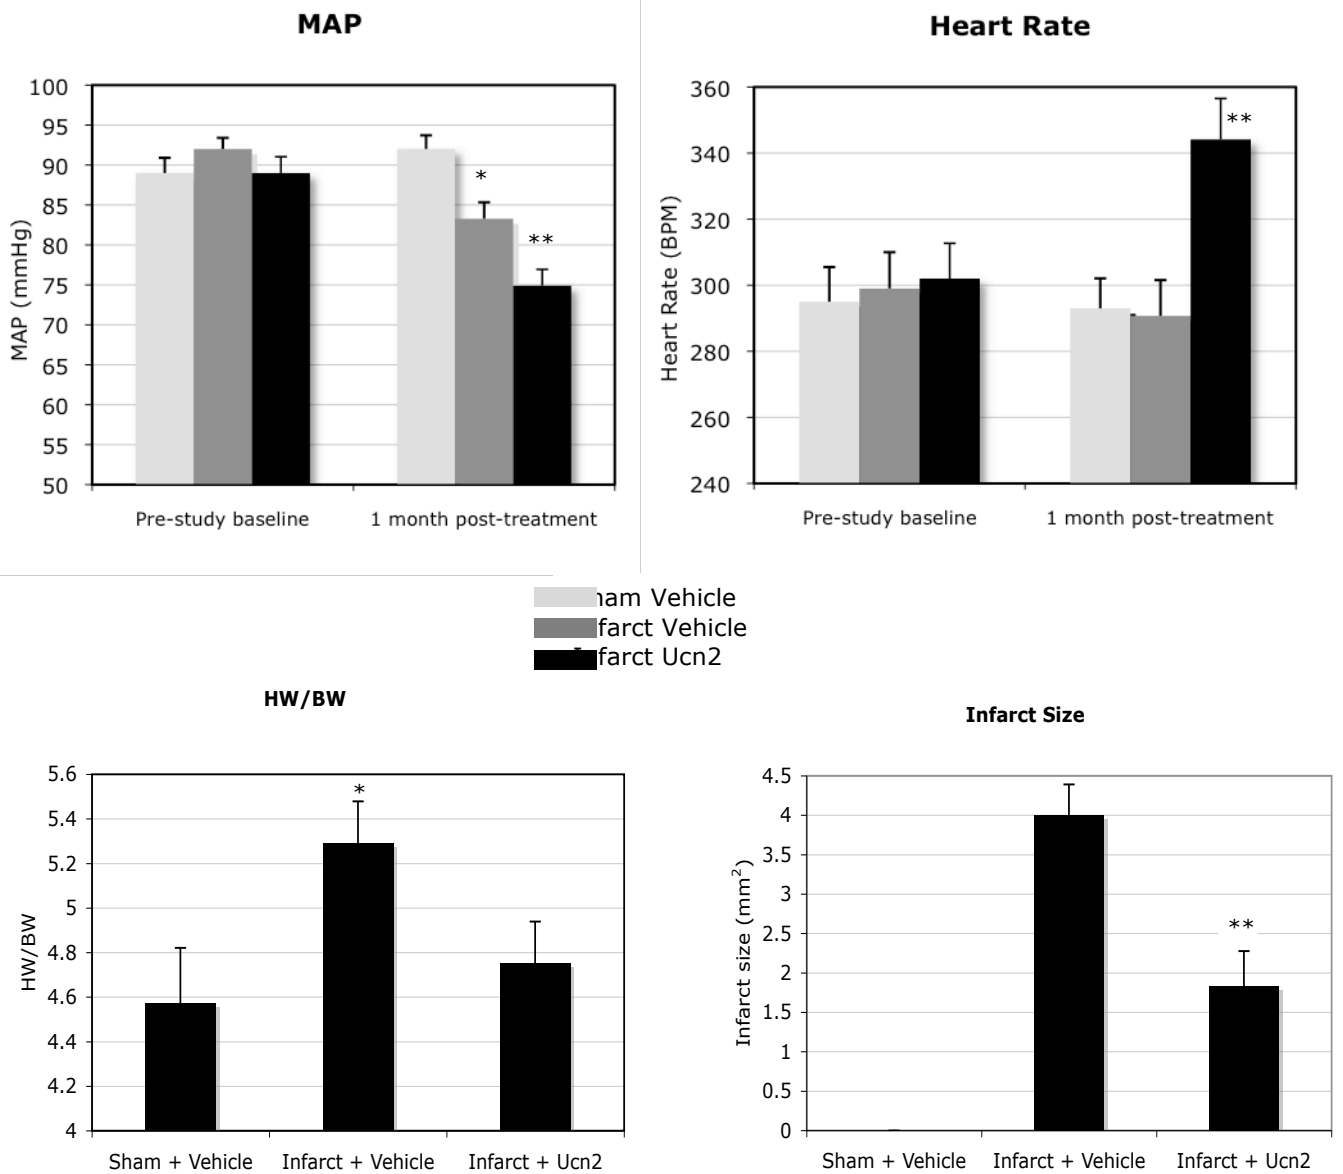 MAP
100
95
90
85
80
75
70
65
60
55
50
MAP (mmHg)
*
**
Pre-study baseline
1 month post-treatment
Heart Rate
360
340
320
300
280
260
240
Heart Rate (BPM)
**
Pre-study baseline
1 month post-treatment
ham Vehicle
farct Vehicle
farct Ucn2
HW/BW
5.6
5.4
5.2
5
4.8
4.6
4.4
4.2
4
HW/BW
*
Sham + Vehicle
Infarct + Vehicle
Infarct + Ucn2
Infarct Size
4.5
4
3.5
3
2.5
2
1.5
1
0.5
0
Infarct size (mm²)
**
Sham + Vehicle
Infarct + Vehicle
Infarct + Ucn2